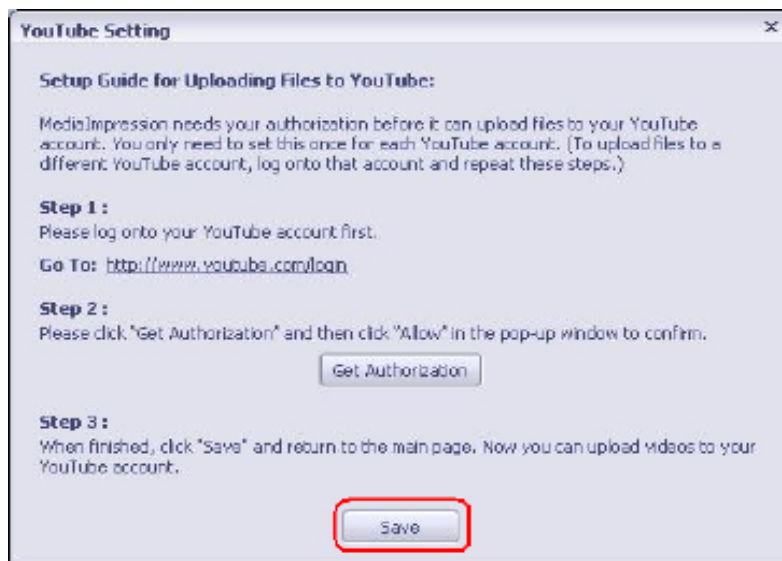 YouTube Setting
Setup Guide for Uploading Files to YouTube:
MediaImpression needs your authorization before it can upload files to your YouTube
account. You only need to set this once for each YouTube account. (To upload files to a
different YouTube account, log onto that account and repeat these steps.)
Step 1:
Please log onto your YouTube account first.
Go To: http://www.youtube.com/login
Step 2:
Please click "Get Authorization" and then click "Allow" in the pop-up window to confirm.
Get Authorization
Step 3:
When finished, click "Save" and return to the main page. Now you can upload videos to your
YouTube account.
Save